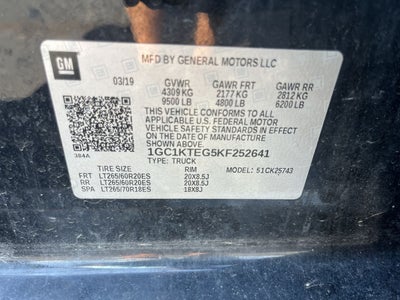 GM
MFD BY GENERAL MOTORS LLC
03/19 GVWR GAWR FRT GAWR RR
4309 KG 2177 KG 2812 KG
9500 LB 4800 LB 6200 LB
THIS VEHICLE CONFORMS TO ALL
APPLICABLE U.S. FEDERAL MOTOR
VEHICLE SAFETY STANDARDS IN EFFECT
ON THE DATE OF MANUFACTURE SHOWN ABOVE.
384A 1GC1KTEG5KF252641
TYPE: TRUCK
TIRE SIZE RIM MODEL: 51CK25743
FRT LT265/60R20ES 20X8.5J
RR LT265/60R20ES 20X8.5J
SPA LT265/70R18ES 18X8J